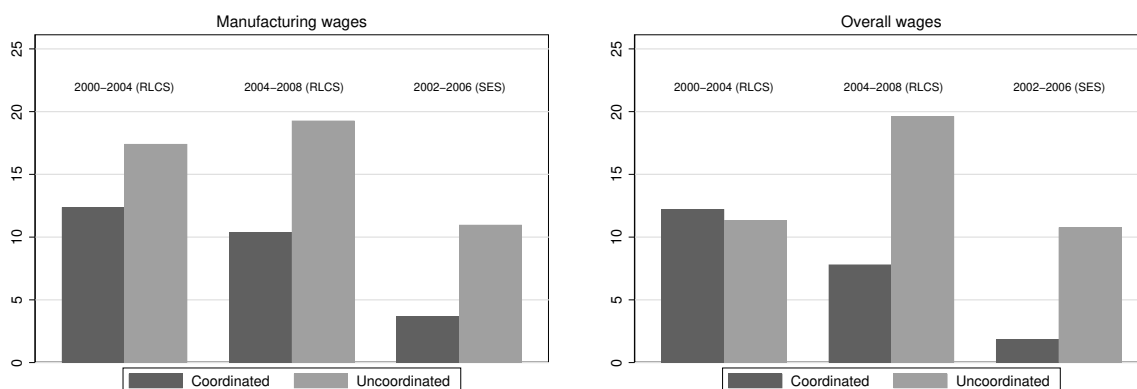 Manufacturing wages
25
20
15
10
5
0
2000–2004 (RLCS)
2004–2008 (RLCS)
2002–2006 (SES)
Coordinated
Uncoordinated
Overall wages
25
20
15
10
5
0
2000–2004 (RLCS)
2004–2008 (RLCS)
2002–2006 (SES)
Coordinated
Uncoordinated